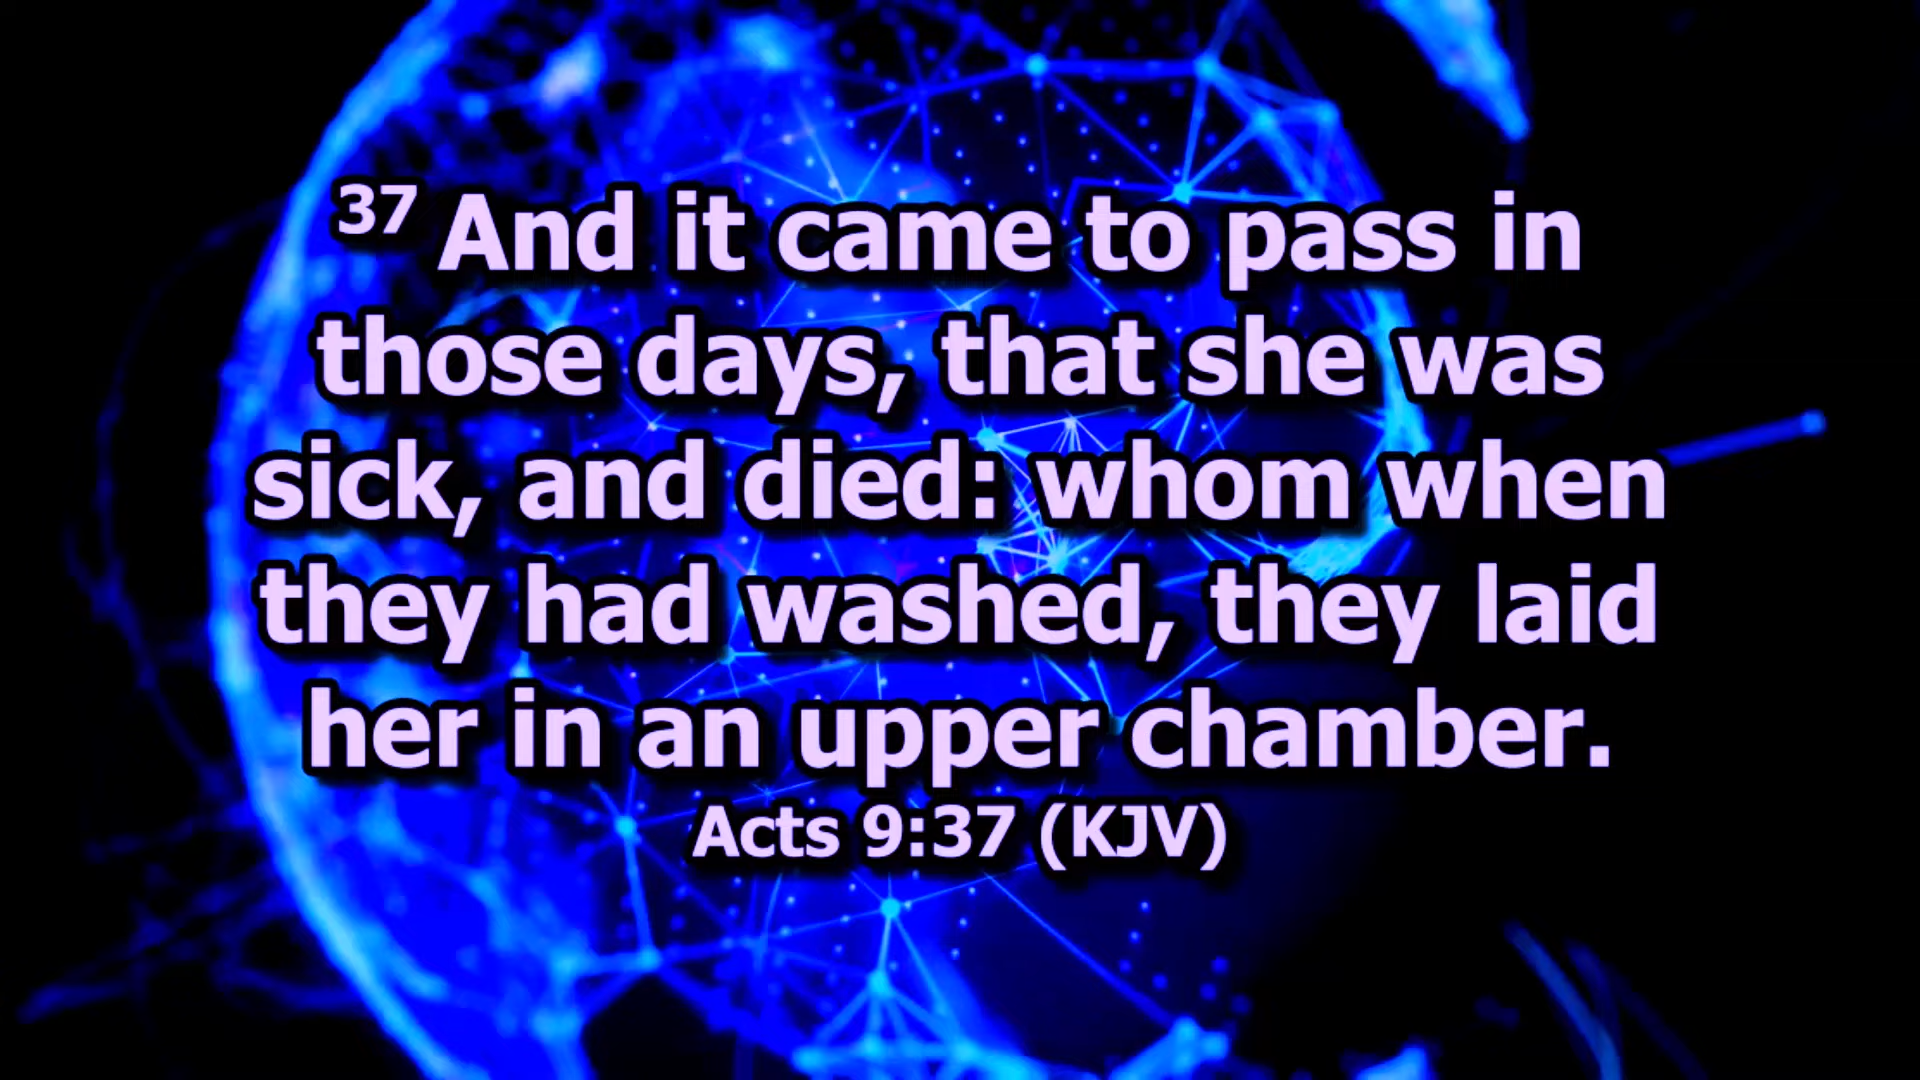 37 And it came to pass in
those days, that she was
sick, and died: whom when
they had washed, they laid
her in an upper chamber.
Acts 9:37 (KJV)